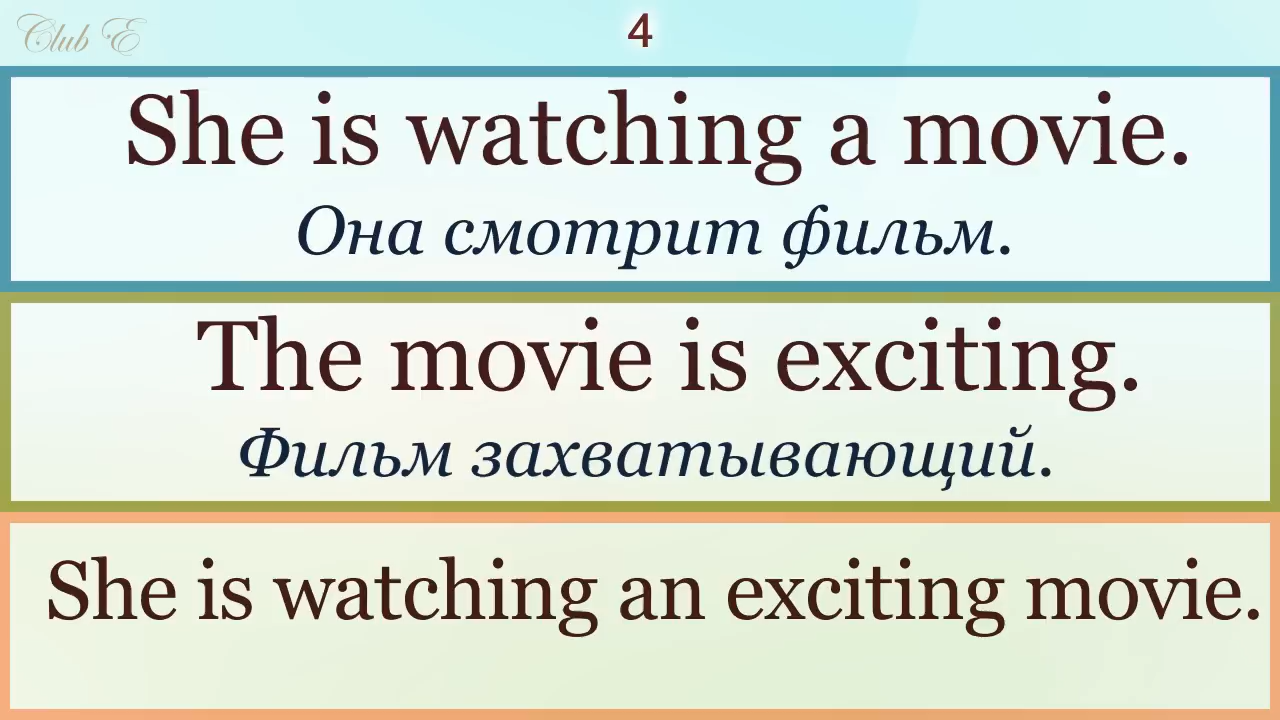 Club E
4
She is watching a movie.
Она смотрит фильм.
The movie is exciting.
Фильм захватывающий.
She is watching an exciting movie.